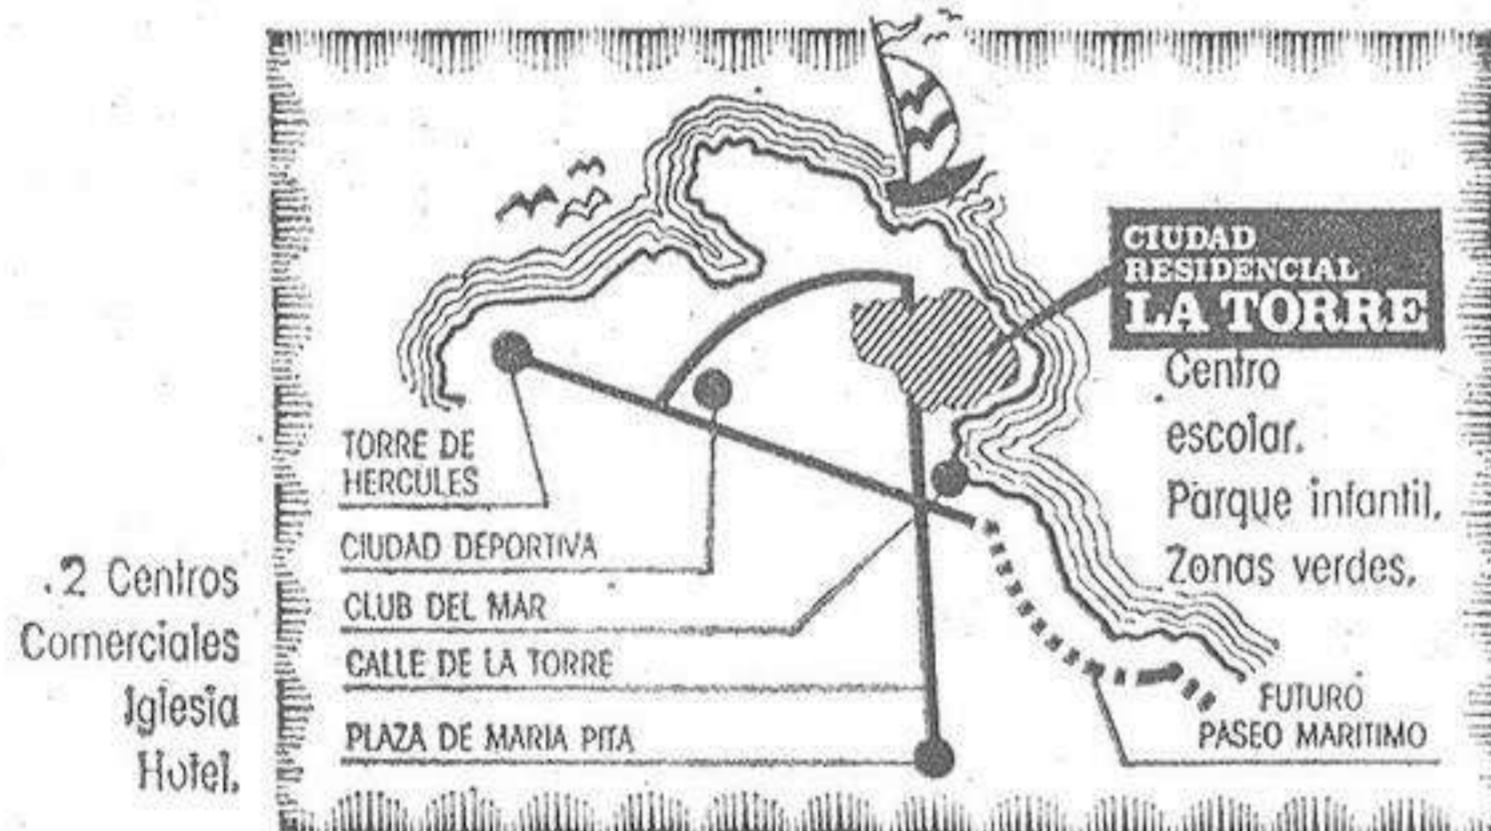 CIUDAD
RESIDENCIAL
LA TORRE
Centro
escolar.
Parque infantil.
Zonas verdes.
TORRE DE
HERCULES
CIUDAD DEPORTIVA
CLUB DEL MAR
CALLE DE LA TORRE
PLAZA DE MARIA PITA
FUTURO
PASEO MARITIMO
.2 Centros
Comerciales
Iglesia
Hotel.